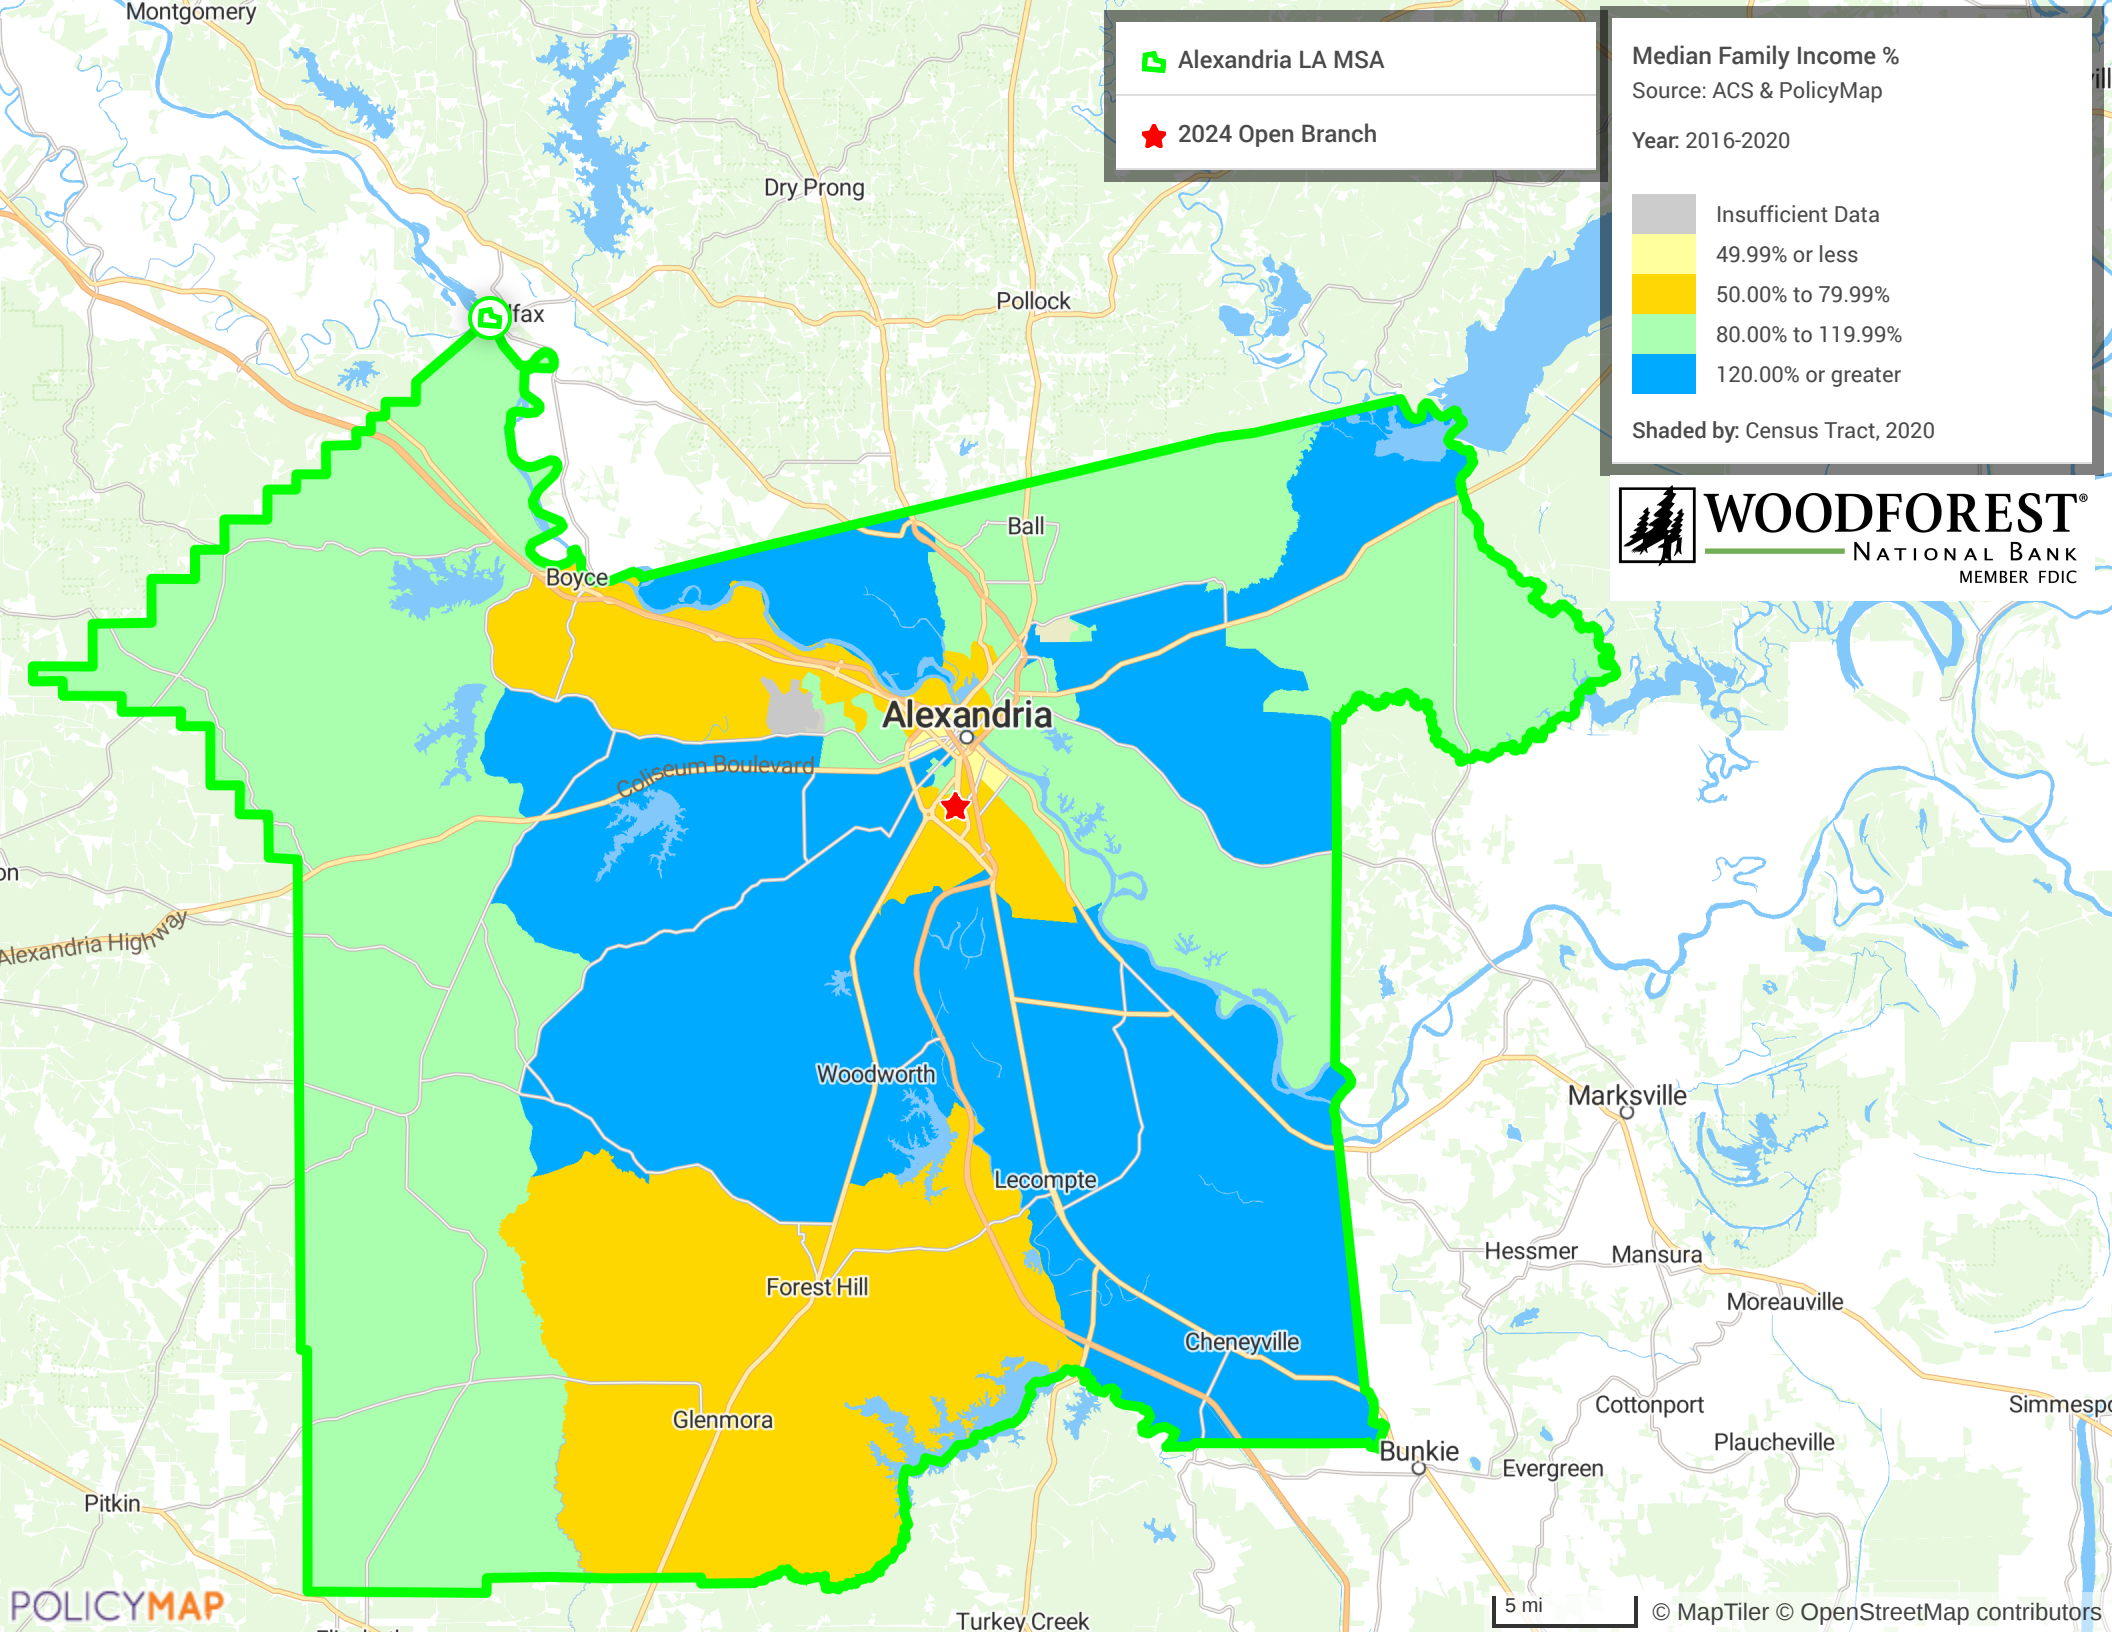 Montgomery
Alexandria LA MSA
2024 Open Branch
Median Family Income %
Source: ACS & PolicyMap
Year: 2016-2020
Insufficient Data
49.99% or less
50.00% to 79.99%
80.00% to 119.99%
120.00% or greater
Shaded by: Census Tract, 2020
WOODFOREST®
NATIONAL BANK
MEMBER FDIC
Dry Prong
Pollock
lfax
Ball
Boyce
Alexandria
Coliseum Boulevard
on
Alexandria Highway
Woodworth
Marksville
Lecompte
Hessmer
Mansura
Forest Hill
Moreauville
Cheneyville
Cottonport
Simmespo
Glenmora
Plaucheville
Bunkie
Evergreen
Pitkin
POLICYMAP
5 mi
© MapTiler © OpenStreetMap contributors
Turkey Creek